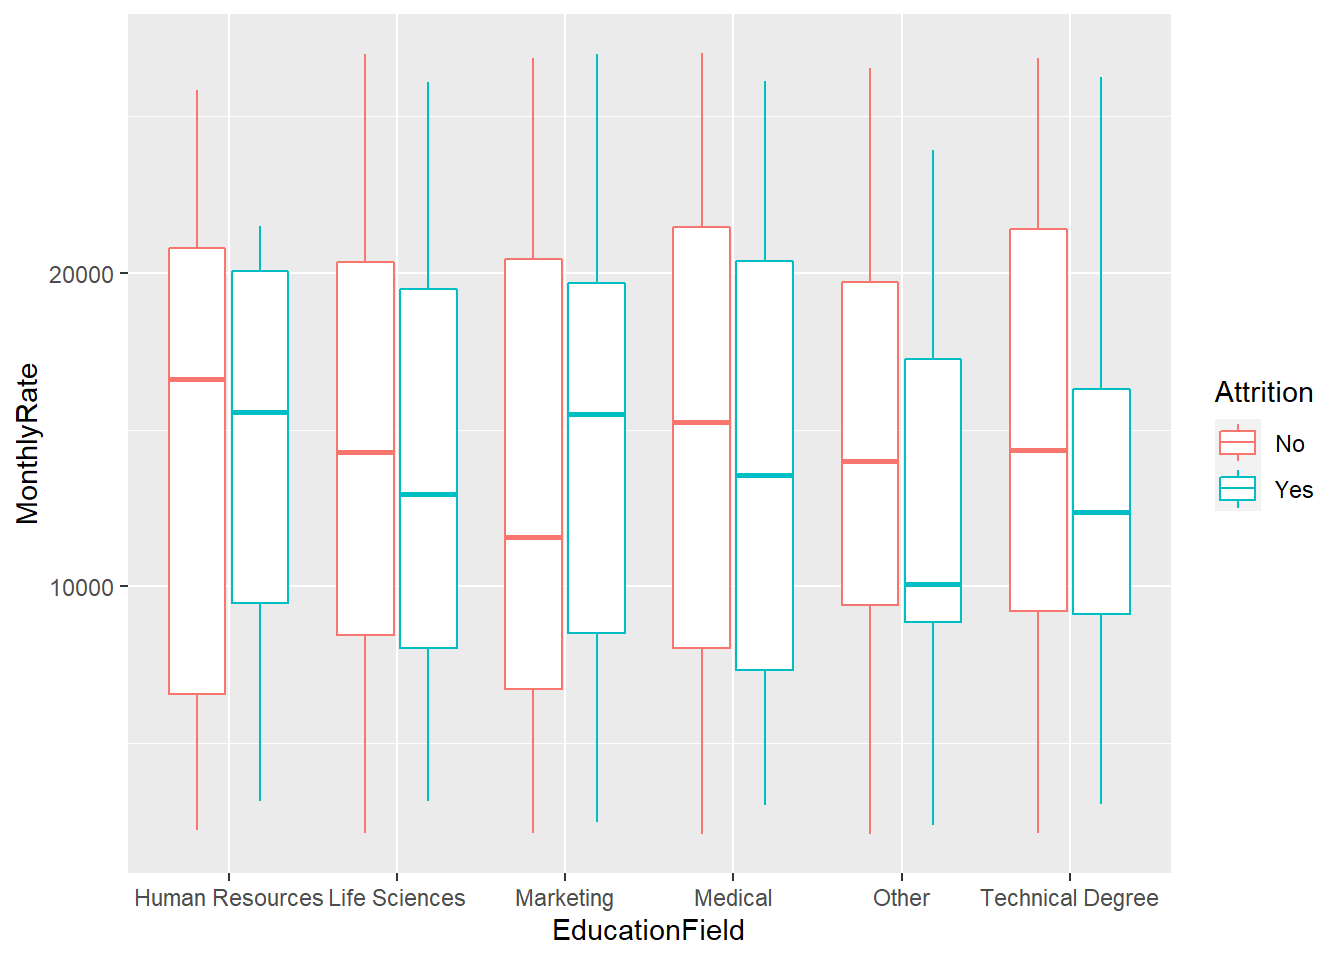 MonthlyRate
20000
10000
Human Resources Life Sciences Marketing Medical Other Technical Degree
EducationField
Attrition
No
Yes